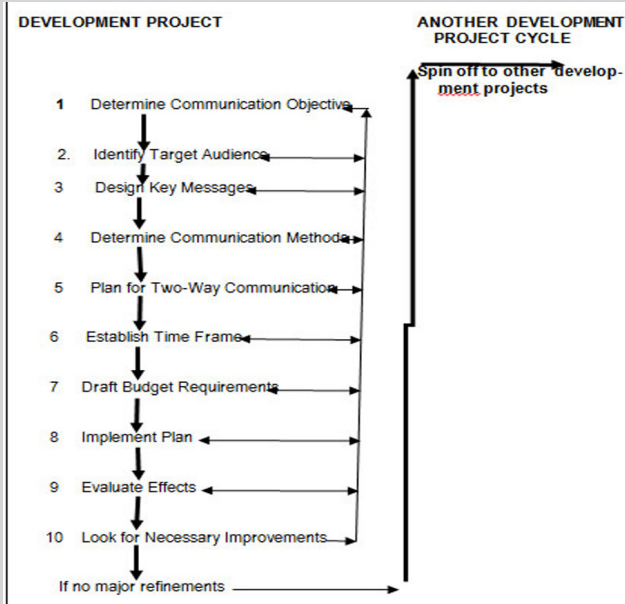 DEVELOPMENT PROJECT
ANOTHER DEVELOPMENT
PROJECT CYCLE
Spin off to other develop-
ment projects
1 Determine Communication Objective
2. Identify Target Audience
3 Design Key Messages
4 Determine Communication Methods
5 Plan for Two-Way Communication
6 Establish Time Frame
7 Draft Budget Requirements
8 Implement Plan
9 Evaluate Effects
10 Look for Necessary Improvements
If no major refinements